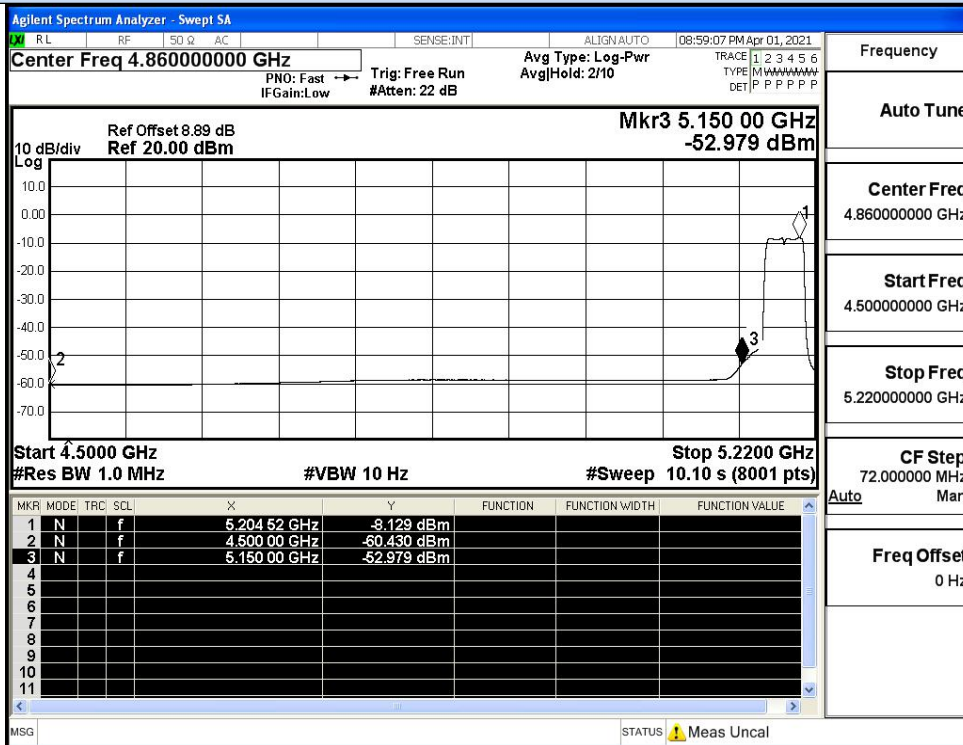 Agilent Spectrum Analyzer - Swept SA
LXI RL RF 50 Ω AC SENSE:INT ALIGNAUTO 08:59:07 PM Apr 01, 2021
Center Freq 4.860000000 GHz
PNO: Fast
IFGain:Low
Trig: Free Run
#Atten: 22 dB
Avg Type: Log-Pwr
Avg|Hold: 2/10
TRACE 1 2 3 4 5 6
TYPE M W W W W W
DET P P P P P P
Mkr3 5.150 00 GHz
-52.979 dBm
Ref Offset 8.89 dB
10 dB/div Ref 20.00 dBm
Log
10.0
0.00
-10.0
-20.0
-30.0
-40.0
-50.0
-60.0
-70.0
1
2
3
Start 4.5000 GHz Stop 5.2200 GHz
#Res BW 1.0 MHz #VBW 10 Hz #Sweep 10.10 s (8001 pts)
MKR MODE TRC SCL X Y FUNCTION FUNCTION WIDTH FUNCTION VALUE
1 N f 5.204 52 GHz -8.129 dBm
2 N f 4.500 00 GHz -60.430 dBm
3 N f 5.150 00 GHz -52.979 dBm
4
5
6
7
8
9
10
11
MSG STATUS Meas Uncal
Frequency
Auto Tune
Center Freq
4.860000000 GHz
Start Freq
4.500000000 GHz
Stop Freq
5.220000000 GHz
CF Step
72.000000 MHz
Auto Man
Freq Offset
0 Hz